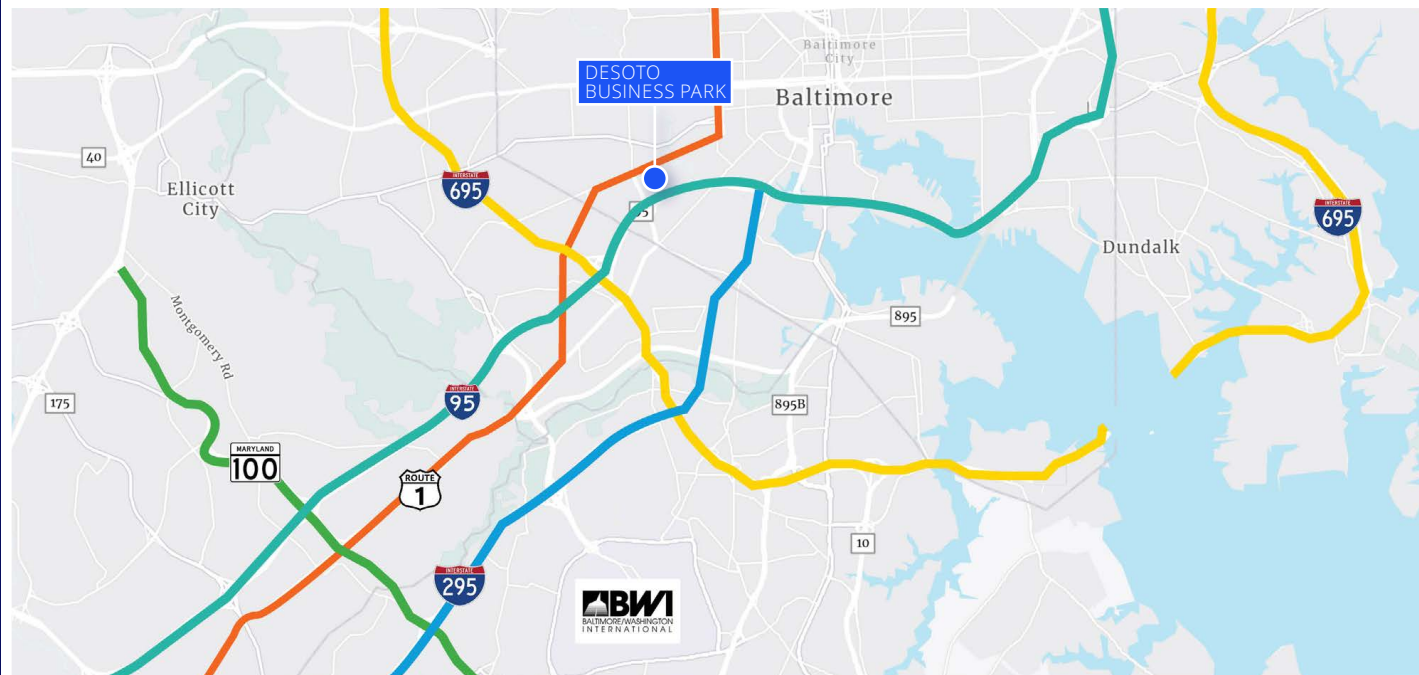 Baltimore
City
DESOTO
BUSINESS PARK
Baltimore
40
Ellicott
City
INTERSTATE
695
INTERSTATE
695
Dundalk
Montgomery Rd
895
175
INTERSTATE
95
895B
MARYLAND
100
ROUTE
1
10
INTERSTATE
295
BWI
BALTIMORE/WASHINGTON
INTERNATIONAL